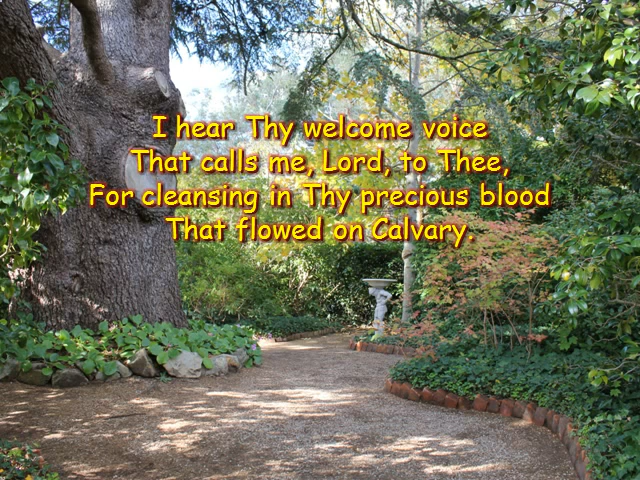 I hear Thy welcome voice
That calls me, Lord, to Thee,
For cleansing in Thy precious blood
That flowed on Calvary.